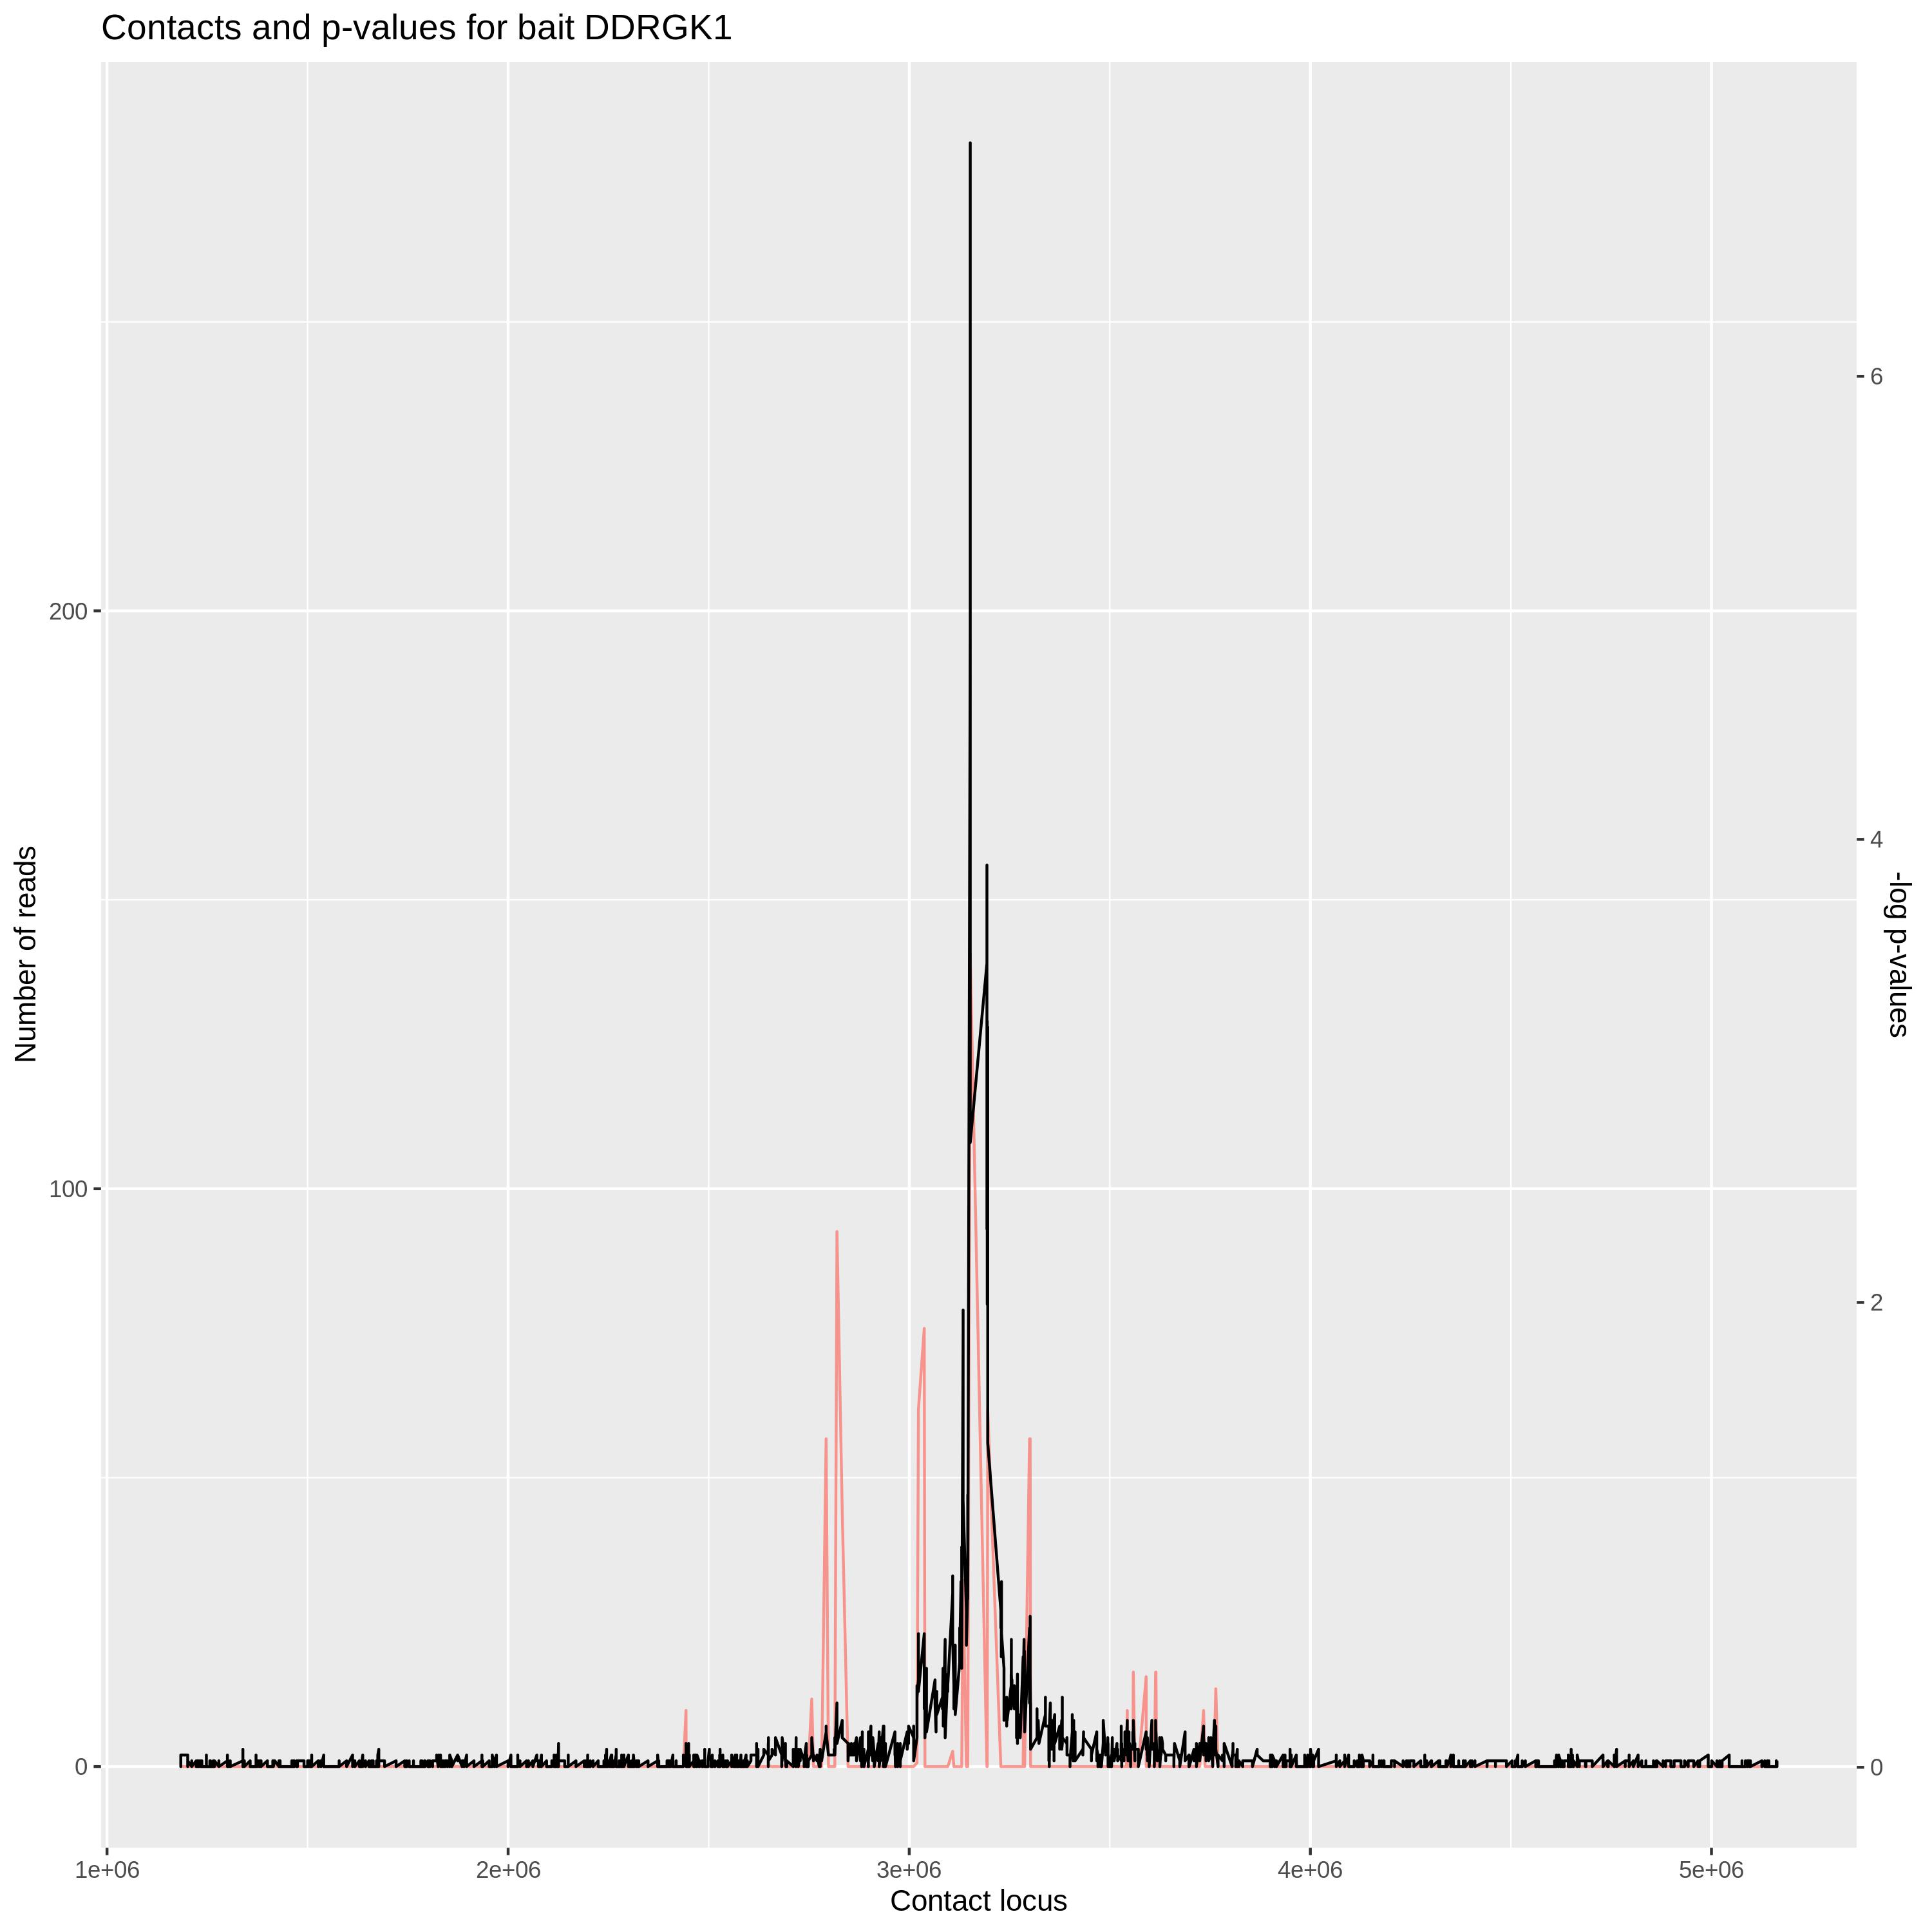 Contacts and p-values for bait DDRGK1
Number of reads
200
100
0
6
4
2
0
-log p-values
1e+06 2e+06 3e+06 4e+06 5e+06
Contact locus